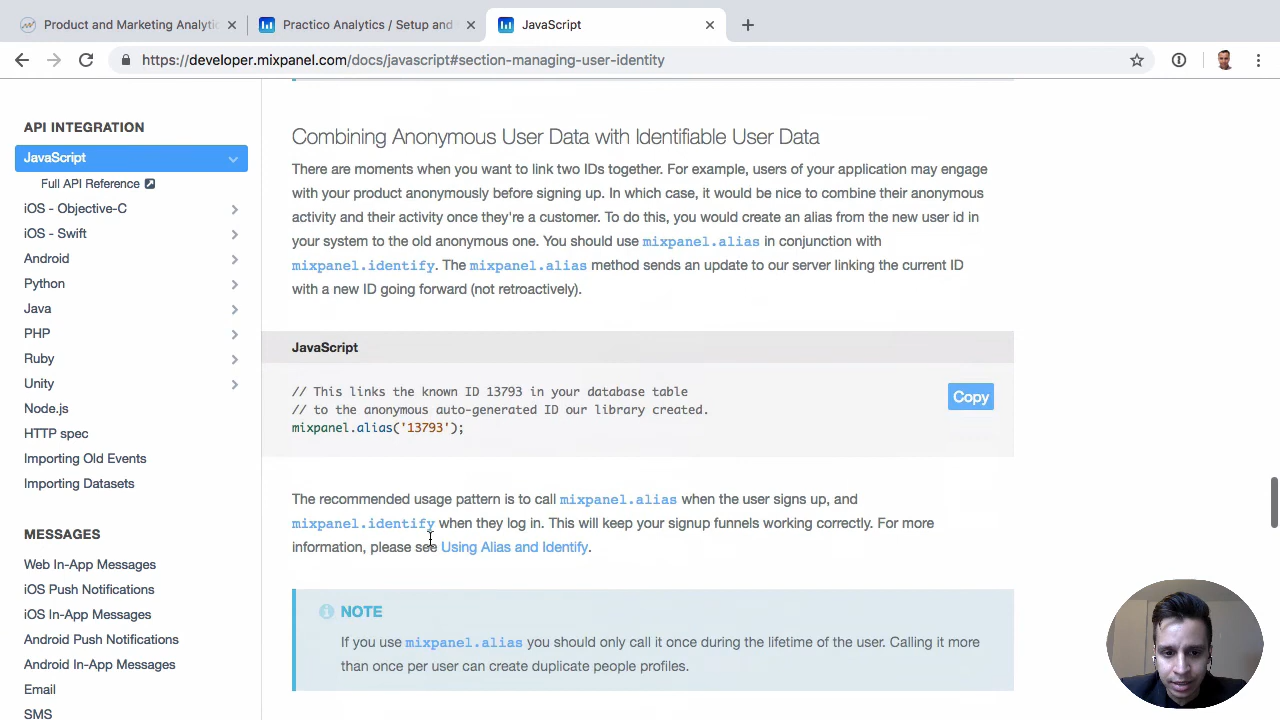 Product and Marketing Analytic
Practico Analytics / Setup and
JavaScript
https://developer.mixpanel.com/docs/javascript#section-managing-user-identity
API INTEGRATION
JavaScript
Full API Reference
iOS - Objective-C
iOS - Swift
Android
Python
Java
PHP
Ruby
Unity
Node.js
HTTP spec
Importing Old Events
Importing Datasets
MESSAGES
Web In-App Messages
iOS Push Notifications
iOS In-App Messages
Android Push Notifications
Android In-App Messages
Email
SMS
Combining Anonymous User Data with Identifiable User Data
There are moments when you want to link two IDs together. For example, users of your application may engage
with your product anonymously before signing up. In which case, it would be nice to combine their anonymous
activity and their activity once they're a customer. To do this, you would create an alias from the new user id in
your system to the old anonymous one. You should use mixpanel.alias in conjunction with
mixpanel.identify. The mixpanel.alias method sends an update to our server linking the current ID
with a new ID going forward (not retroactively).
JavaScript
// This links the known ID 13793 in your database table
// to the anonymous auto-generated ID our library created.
mixpanel.alias('13793');
Copy
The recommended usage pattern is to call mixpanel.alias when the user signs up, and
mixpanel.identify when they log in. This will keep your signup funnels working correctly. For more
information, please see Using Alias and Identify.
NOTE
If you use mixpanel.alias you should only call it once during the lifetime of the user. Calling it more
than once per user can create duplicate people profiles.